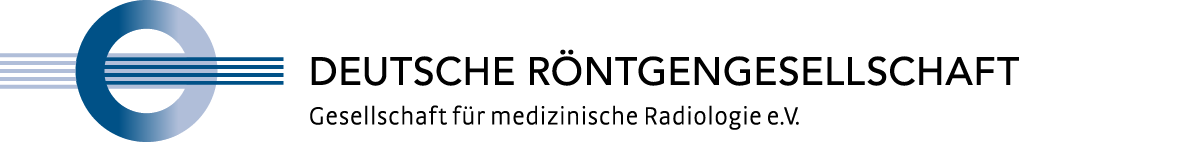 DEUTSCHE RÖNTGENGESELLSCHAFT
Gesellschaft für medizinische Radiologie e.V.